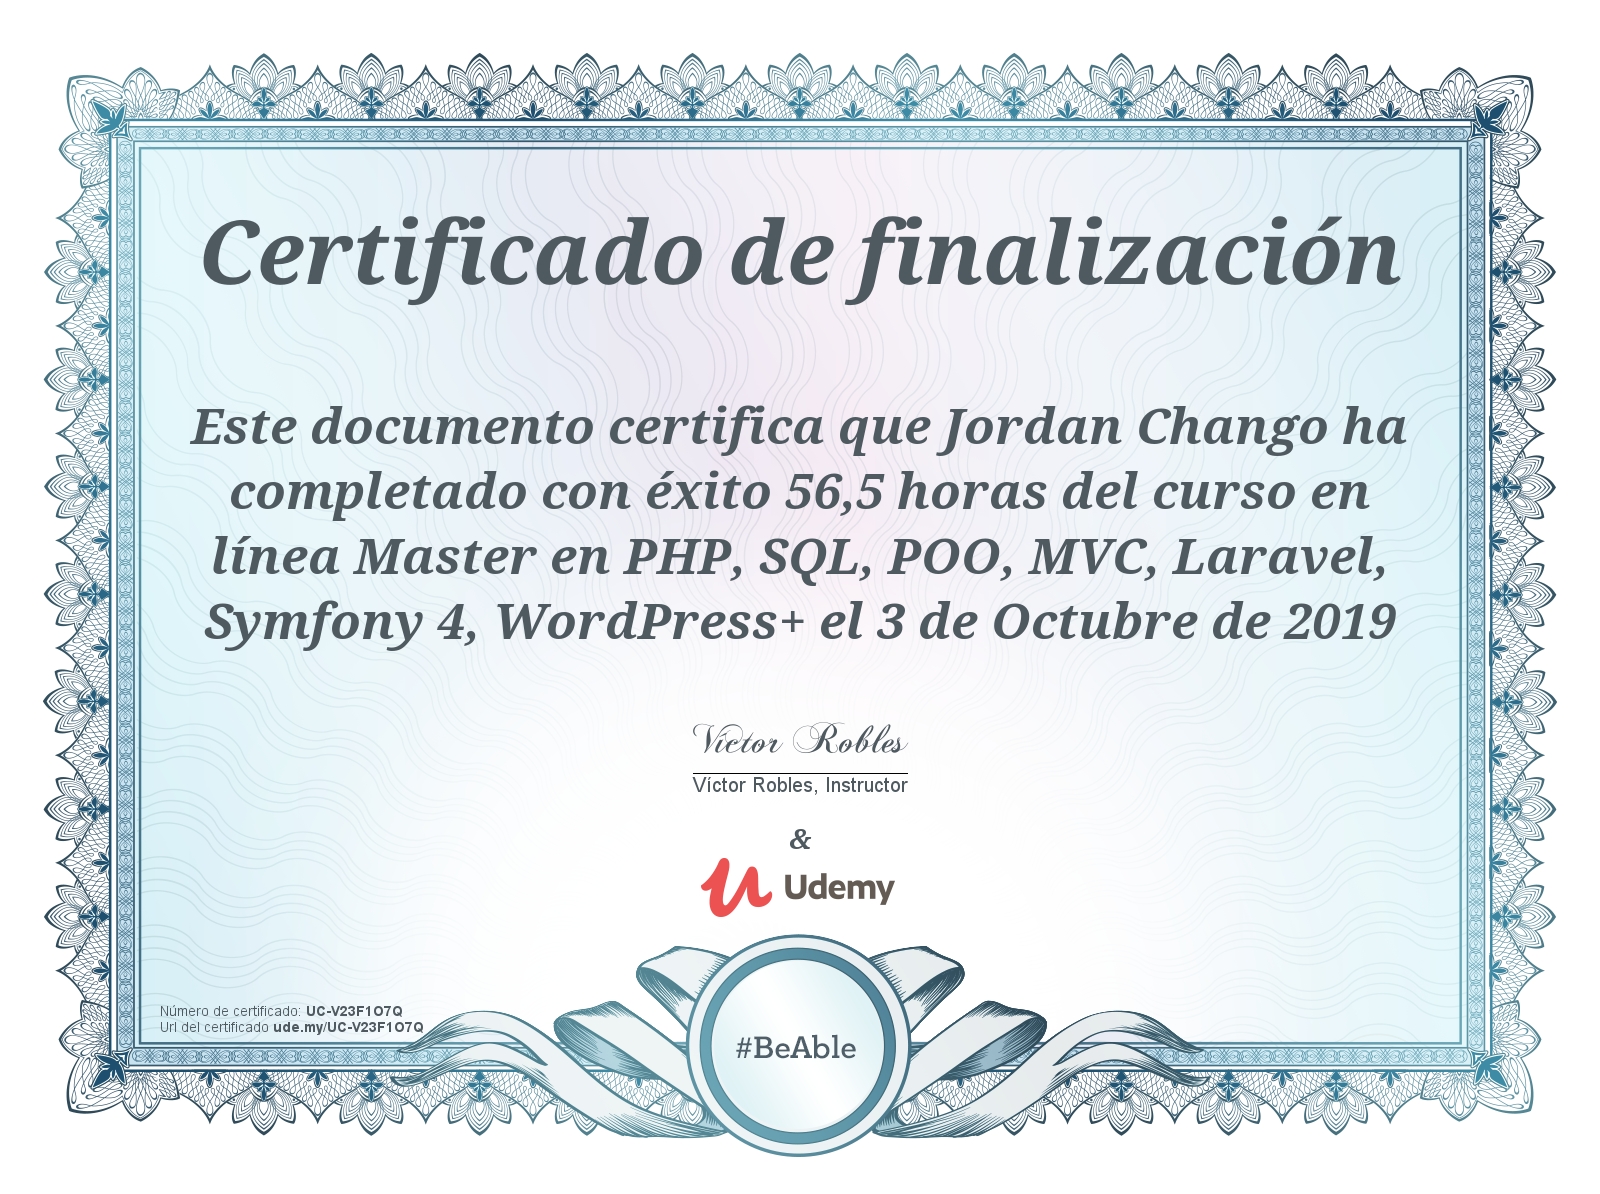 Certificado de finalización
Este documento certifica que Jordan Chango ha
completado con éxito 56,5 horas del curso en
línea Master en PHP, SQL, POO, MVC, Laravel,
Symfony 4, WordPress+ el 3 de Octubre de 2019
Víctor Robles
Víctor Robles, Instructor
&
Udemy
#BeAble
Número de certificado: UC-V23F1O7Q
Url del certificado ude.my/UC-V23F1O7Q